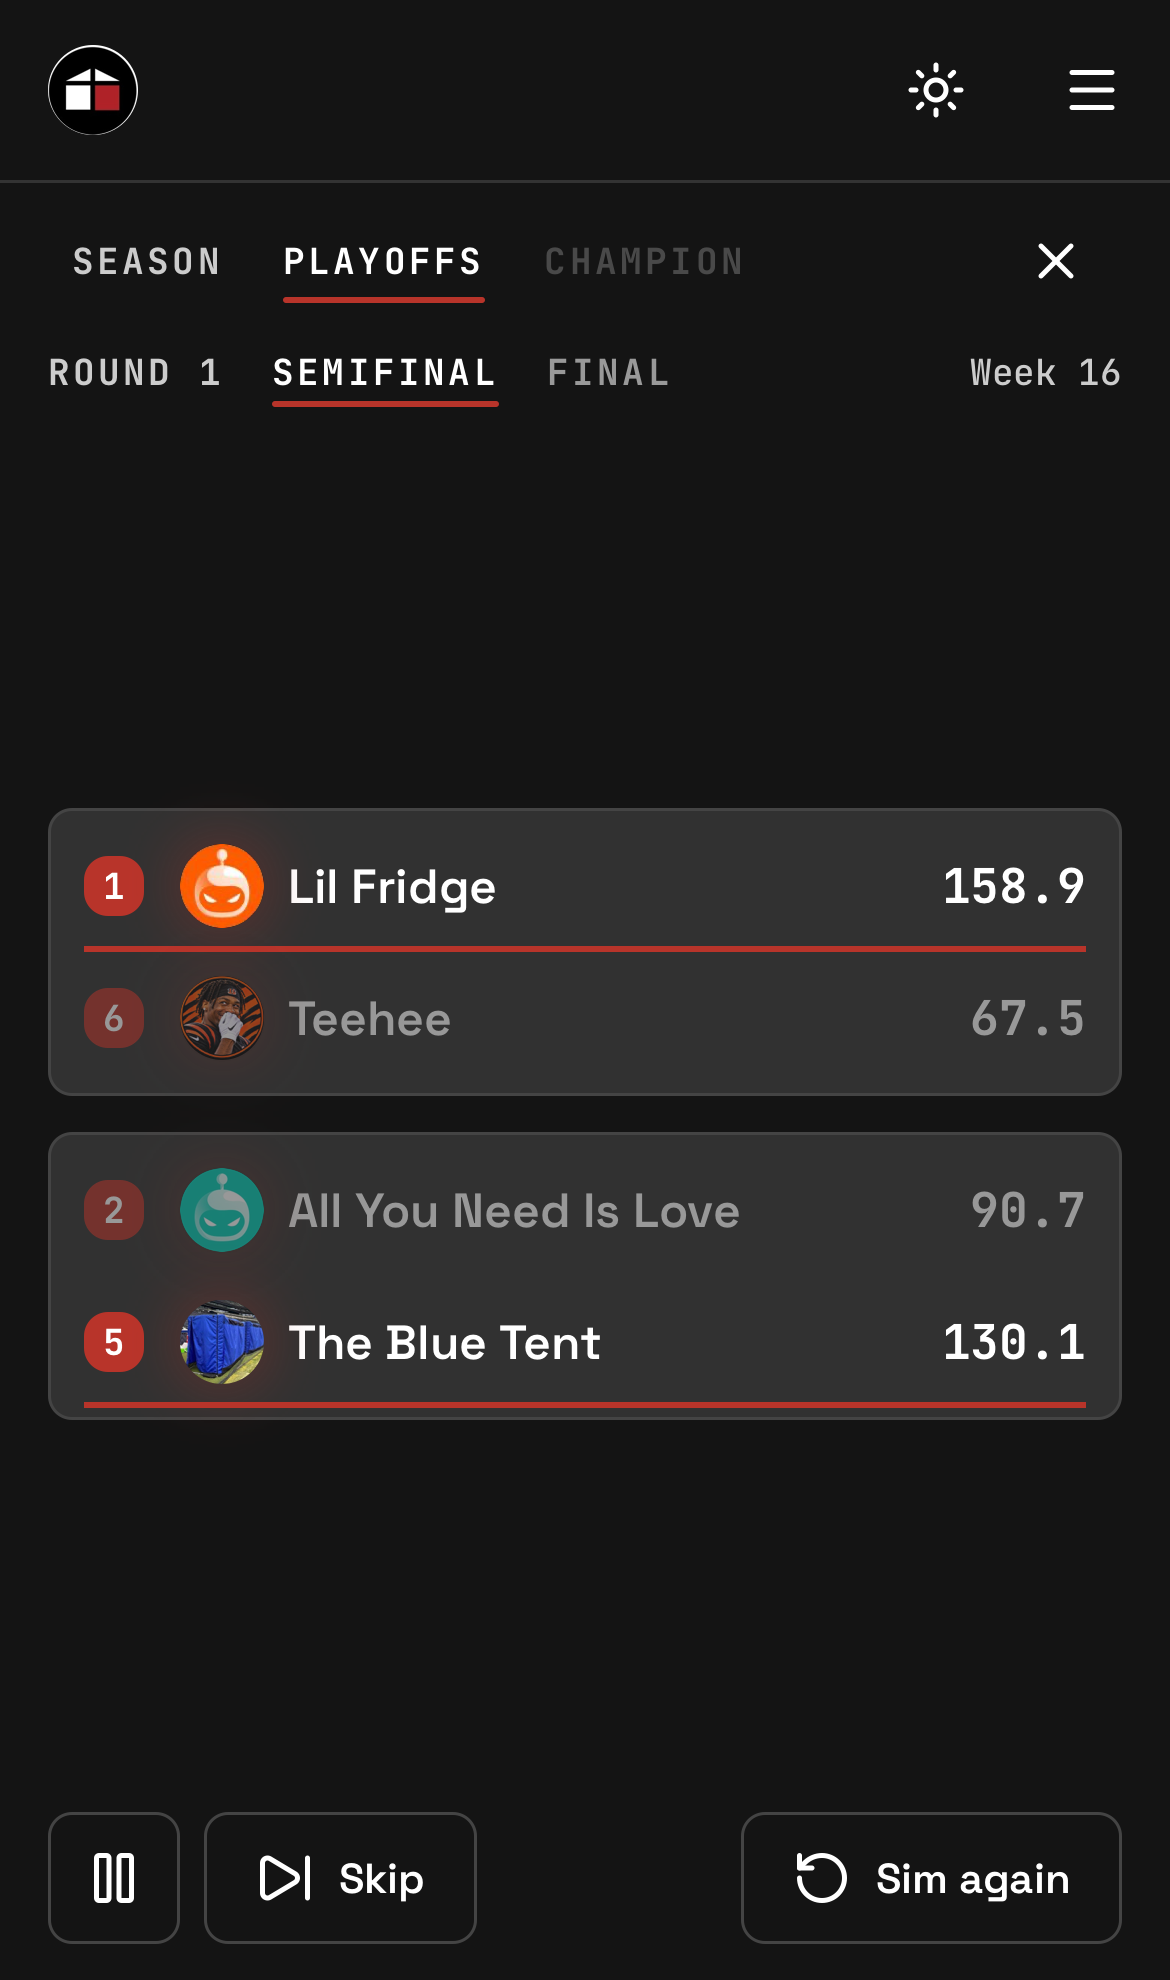 SEASON PLAYOFFS CHAMPION
ROUND 1 SEMIFINAL FINAL Week 16
1 Lil Fridge 158.9
6 Teehee 67.5
2 All You Need Is Love 90.7
5 The Blue Tent 130.1
Skip Sim again